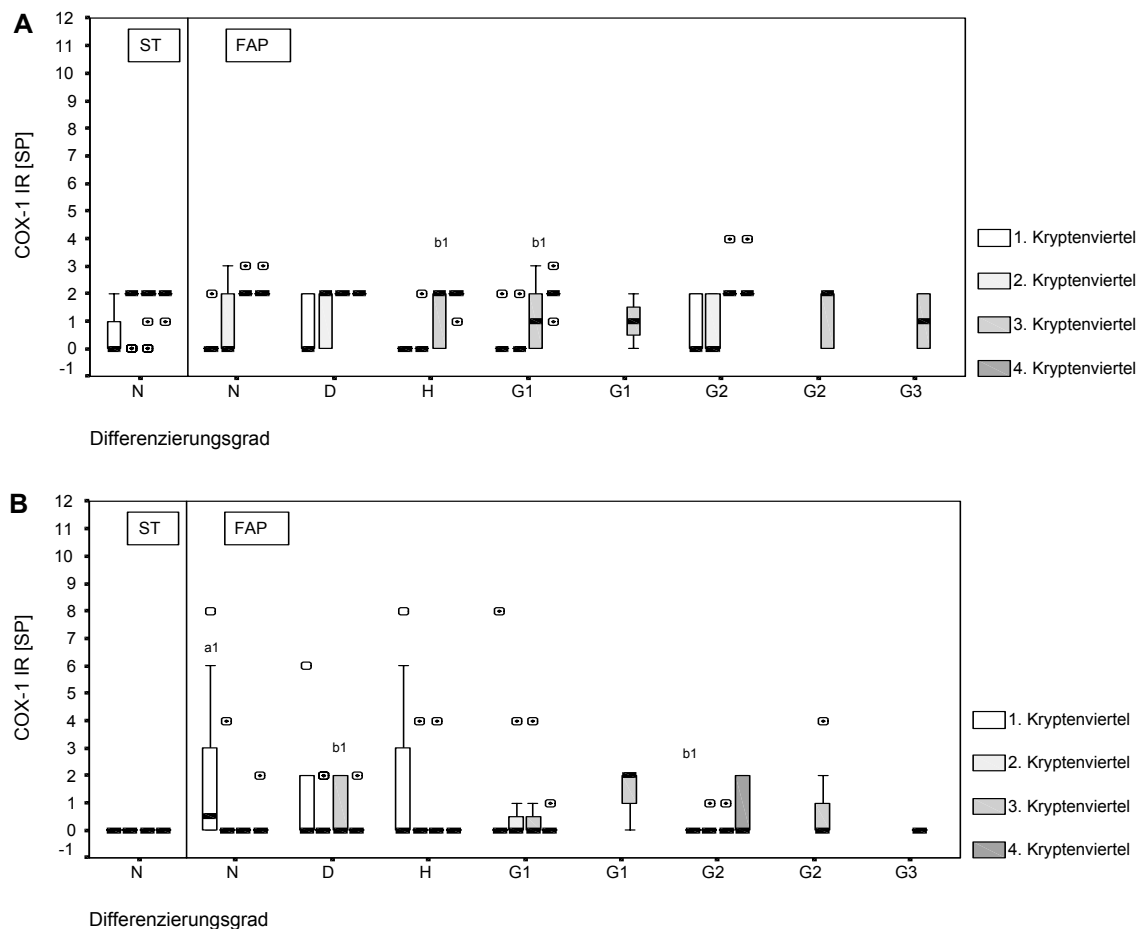 A
ST
FAP
12
11
10
9
8
7
6
5
4
3
2
1
0
-1
COX-1 IR [SP]
b1
b1
N
N
D
H
G1
G1
G2
G2
G3
Differenzierungsgrad
1. Kryptenviertel
2. Kryptenviertel
3. Kryptenviertel
4. Kryptenviertel
B
ST
FAP
12
11
10
9
8
7
6
5
4
3
2
1
0
-1
COX-1 IR [SP]
a1
b1
b1
N
N
D
H
G1
G1
G2
G2
G3
Differenzierungsgrad
1. Kryptenviertel
2. Kryptenviertel
3. Kryptenviertel
4. Kryptenviertel